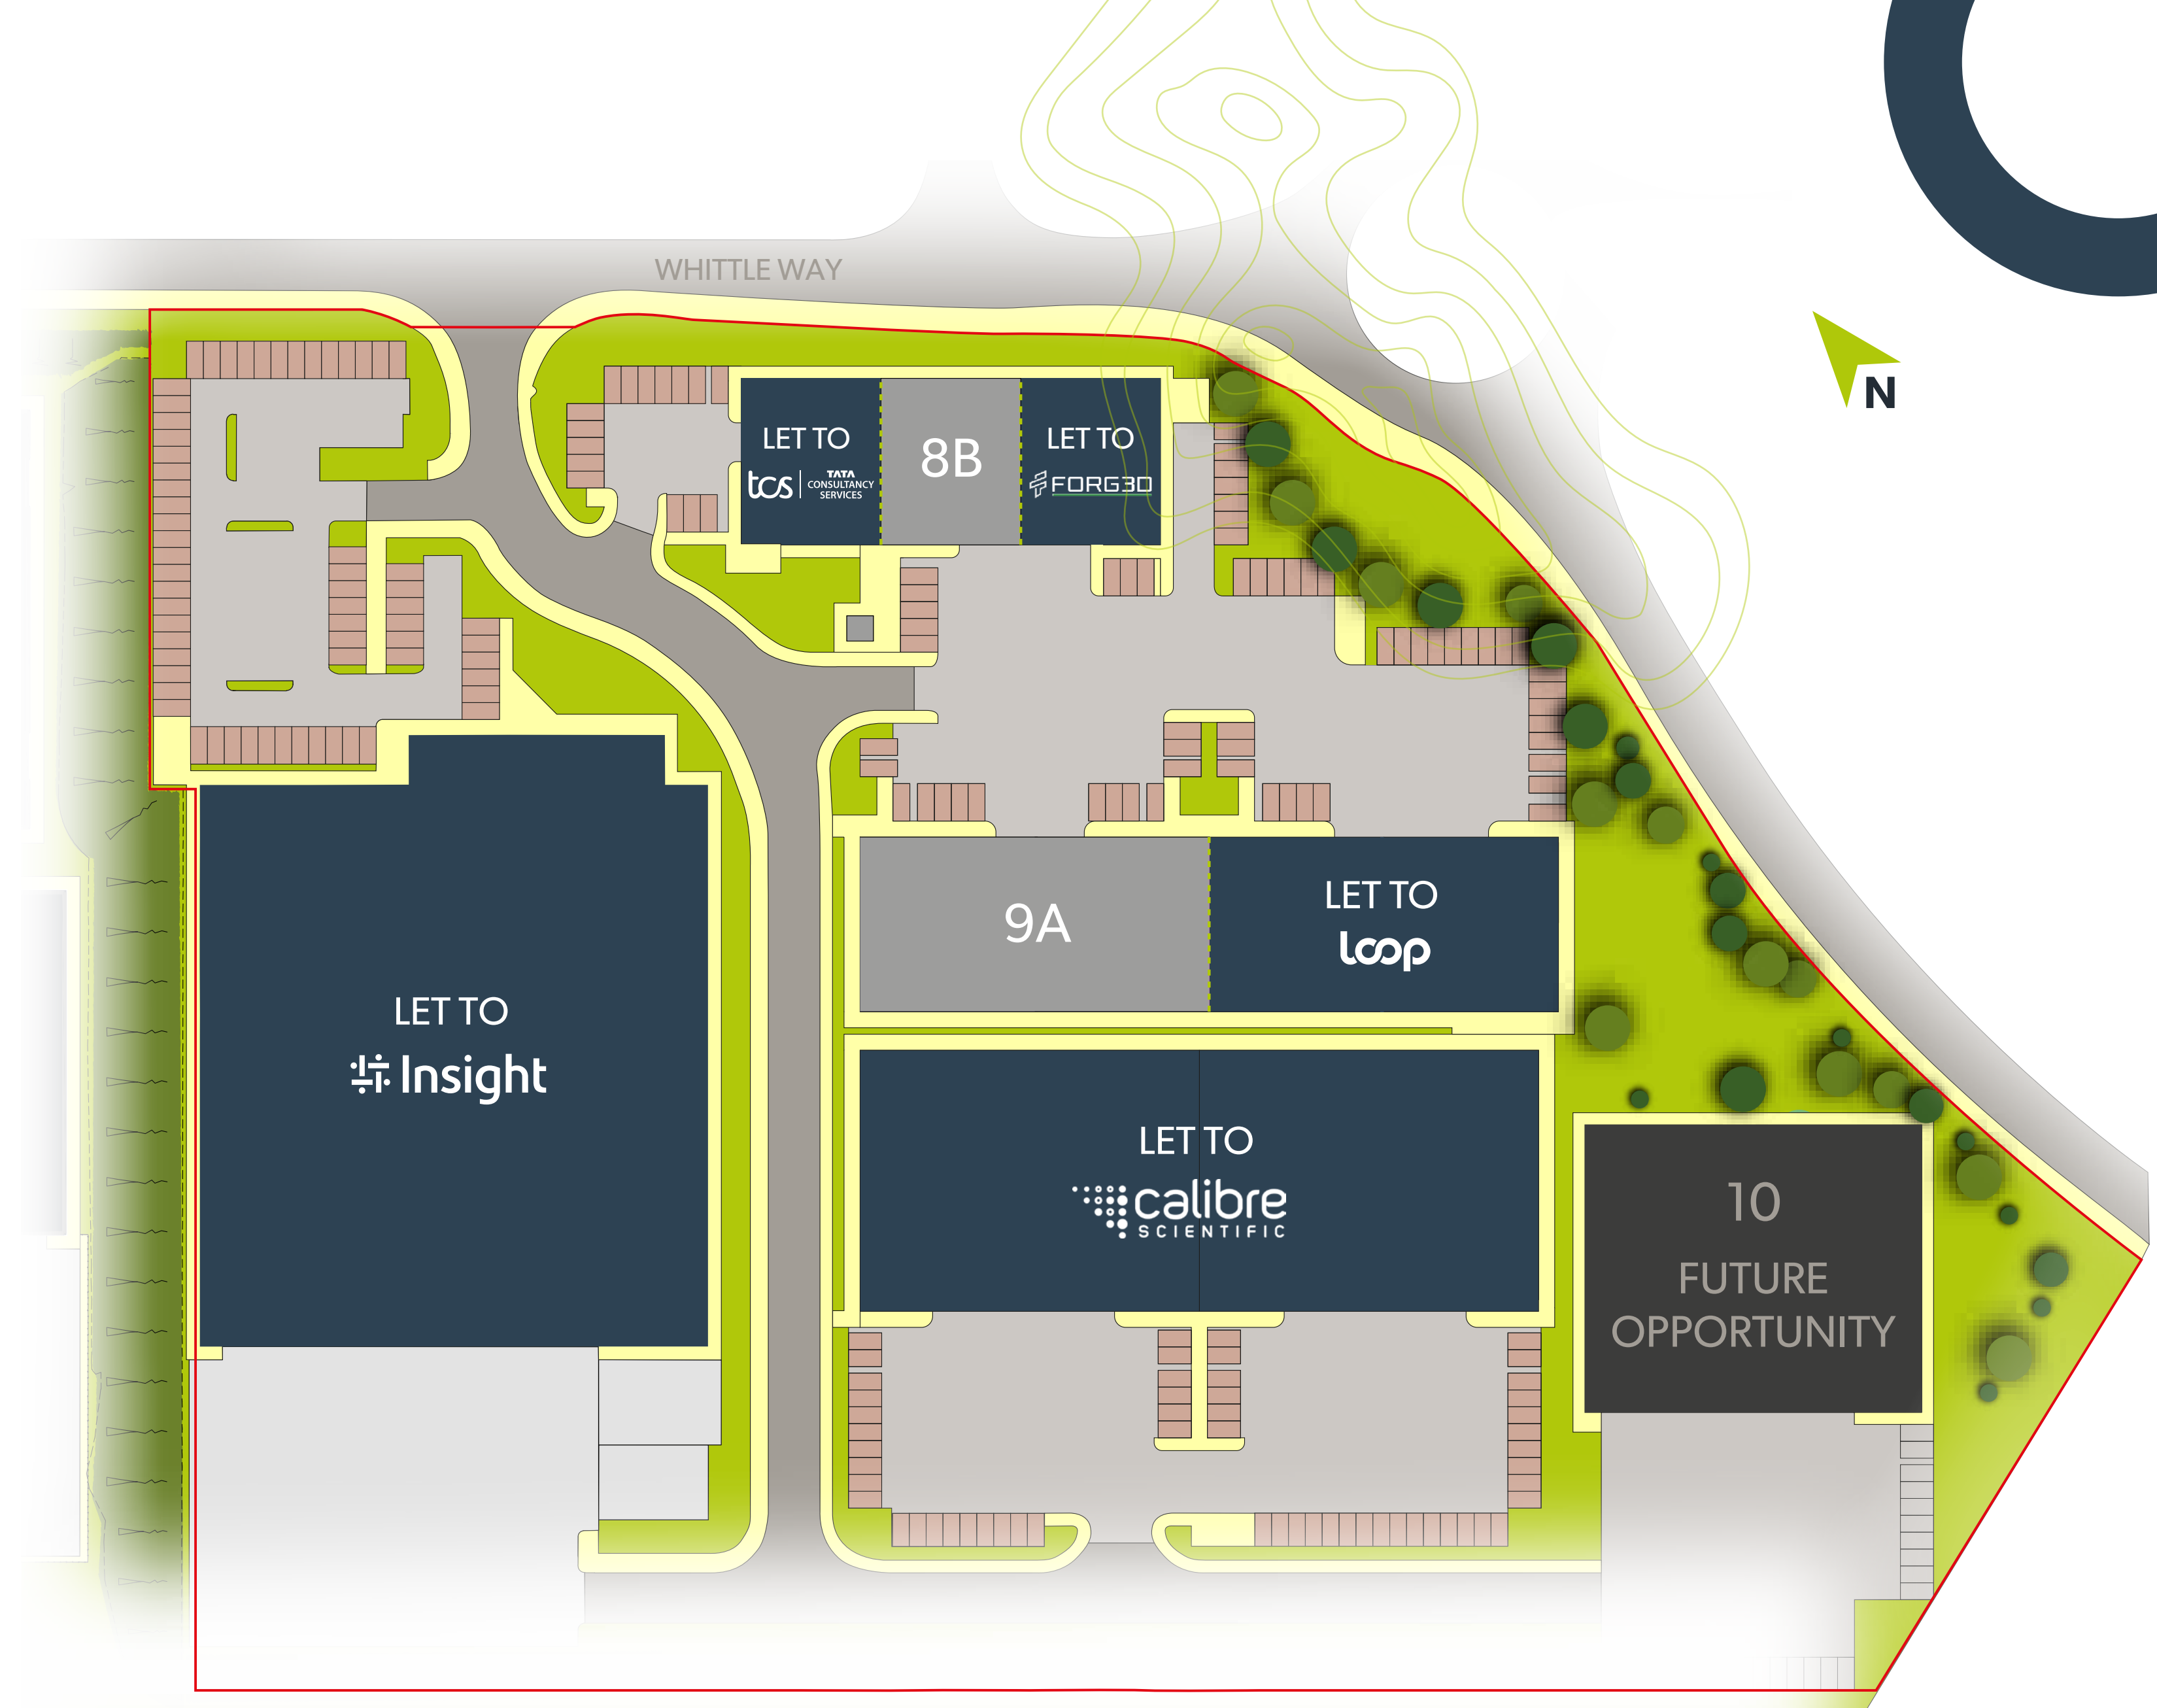 WHITTLE WAY
N
LET TO
tcs TATA
CONSULTANCY
SERVICES
8B
LET TO
FORG3D
9A
LET TO
loop
LET TO
Insight
LET TO
calibre
SCIENTIFIC
10
FUTURE
OPPORTUNITY